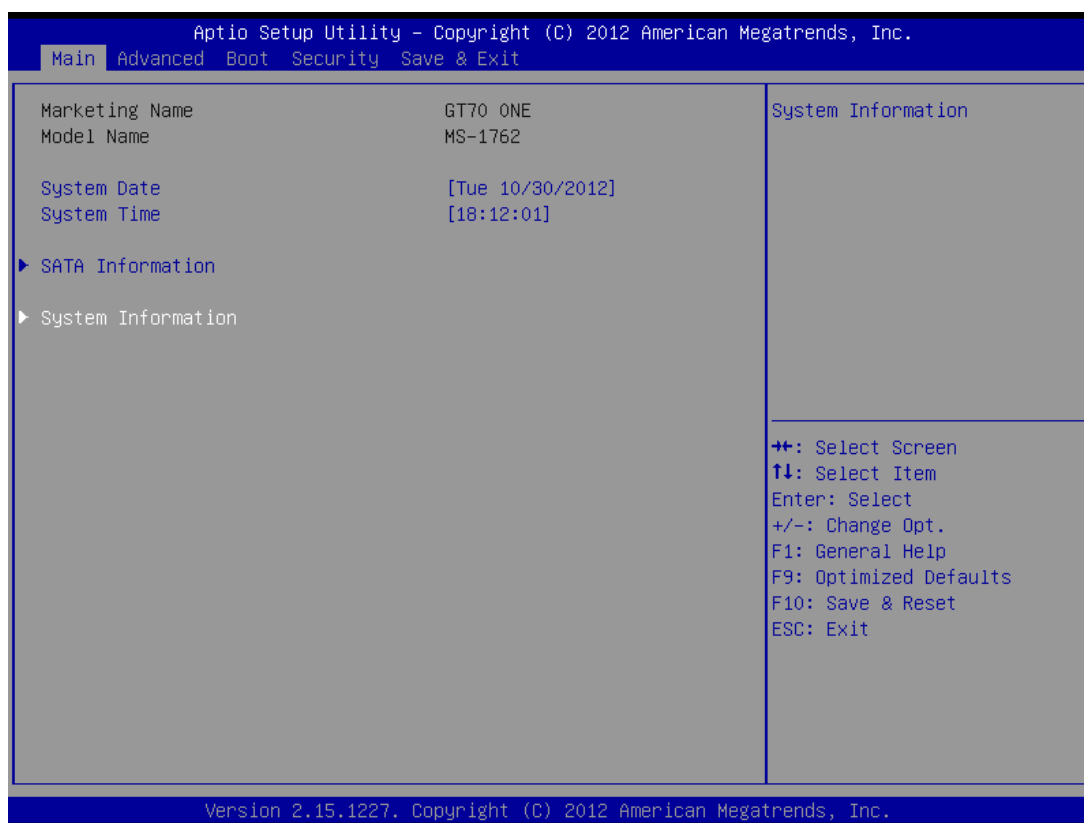 Aptio Setup Utility – Copyright (C) 2012 American Megatrends, Inc.
Main Advanced Boot Security Save & Exit
Marketing Name GT70 ONE
Model Name MS-1762
System Date [Tue 10/30/2012]
System Time [18:12:01]
► SATA Information
► System Information
System Information
→←: Select Screen
↑↓: Select Item
Enter: Select
+/-: Change Opt.
F1: General Help
F9: Optimized Defaults
F10: Save & Reset
ESC: Exit
Version 2.15.1227. Copyright (C) 2012 American Megatrends, Inc.